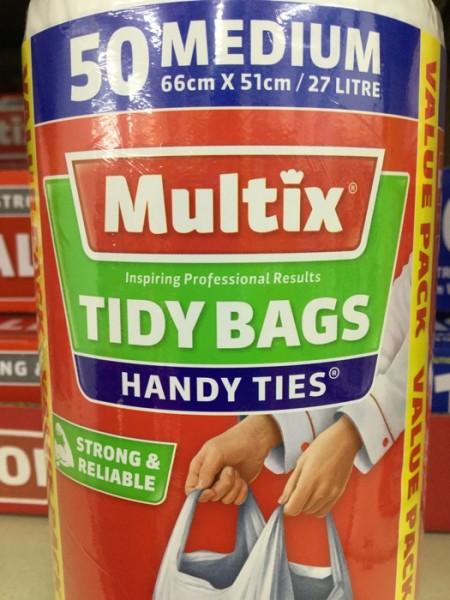 50 MEDIUM
66cm X 51cm / 27 LITRE
Multix®
Inspiring Professional Results
TIDY BAGS
HANDY TIES®
STRONG &
RELIABLE
VALUE PACK VALUE PACK